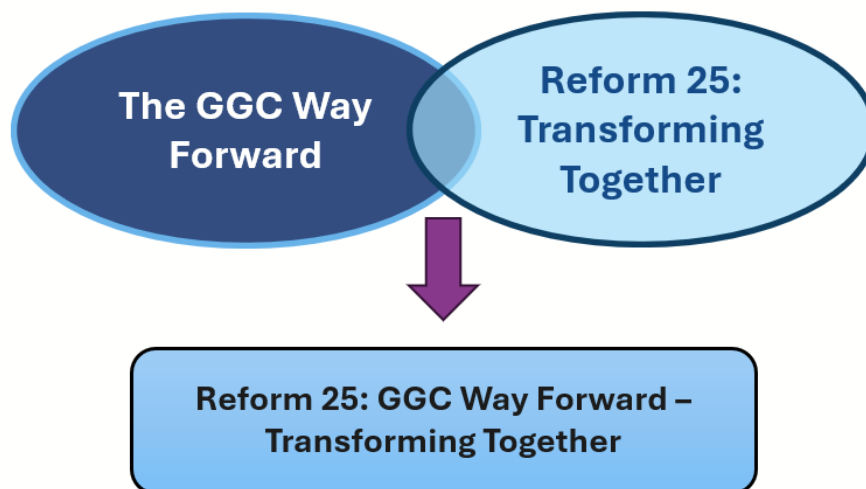 The GGC Way
Forward
Reform 25:
Transforming
Together
Reform 25: GGC Way Forward –
Transforming Together